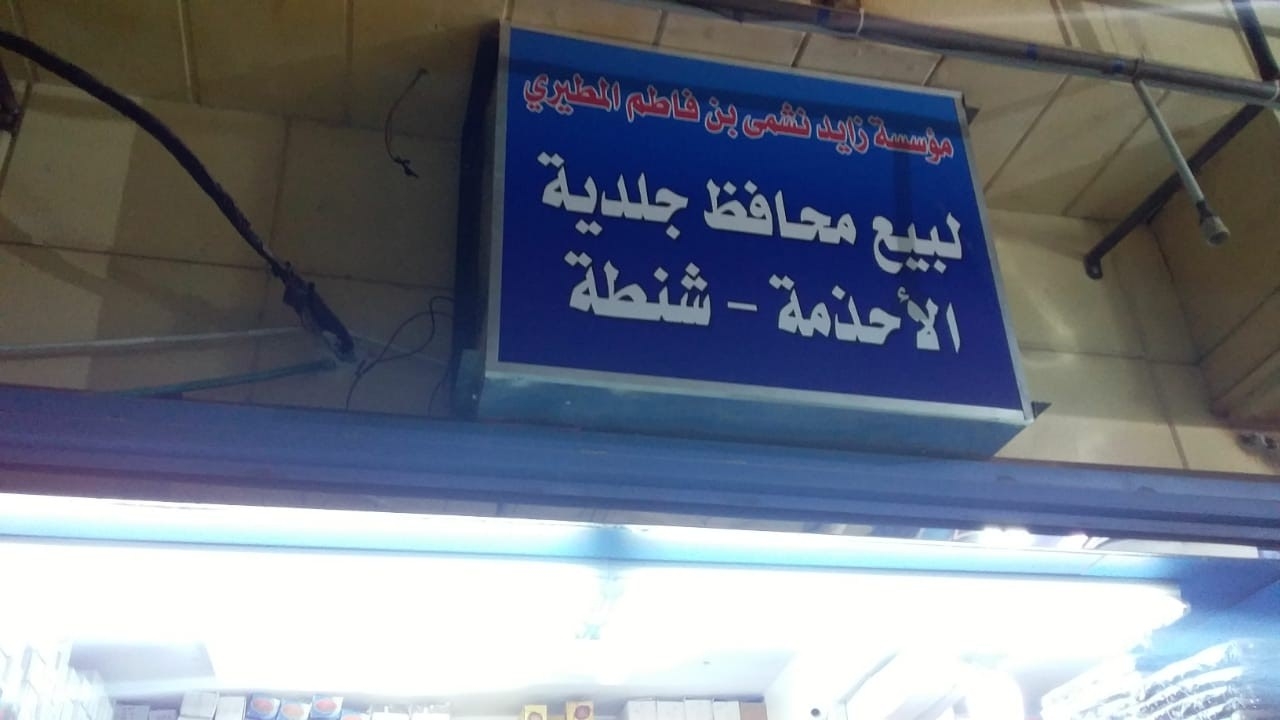 مؤسسة زايد نشمى بن فاطم المطيري
لبيع محافظ جلدية
الأحذمة - شنطة